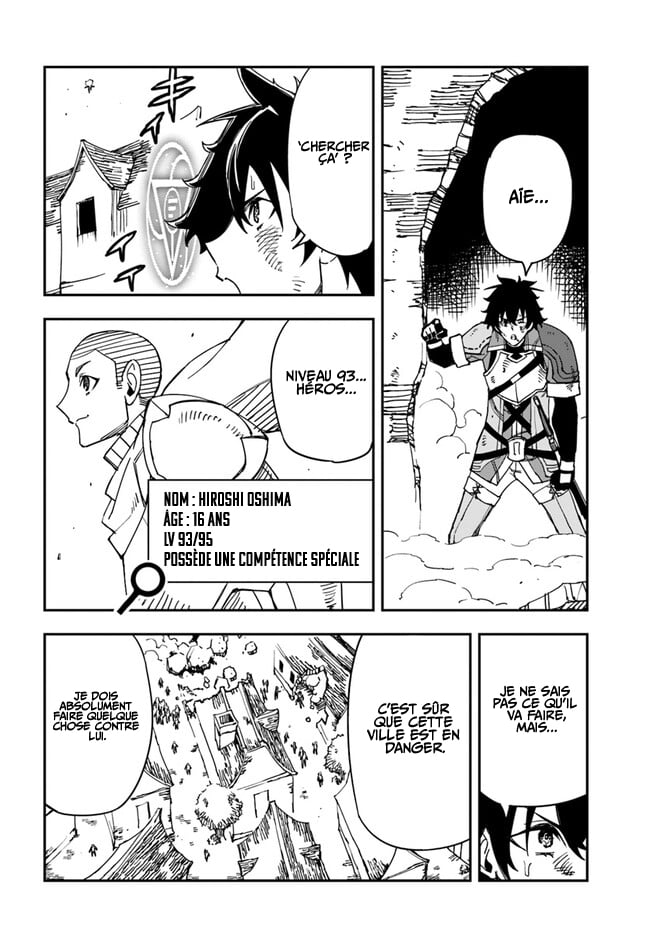 AÏE...
'CHERCHER
ÇA' ?
NIVEAU 93...
HÉROS...
NOM : HIROSHI OSHIMA
ÂGE : 16 ANS
LV 93/95
POSSÈDE UNE COMPÉTENCE SPÉCIALE
JE NE SAIS
PAS CE QU'IL
VA FAIRE,
MAIS...
C'EST SÛR
QUE CETTE
VILLE EST EN
DANGER.
JE DOIS
ABSOLUMENT
FAIRE QUELQUE
CHOSE CONTRE
LUI.